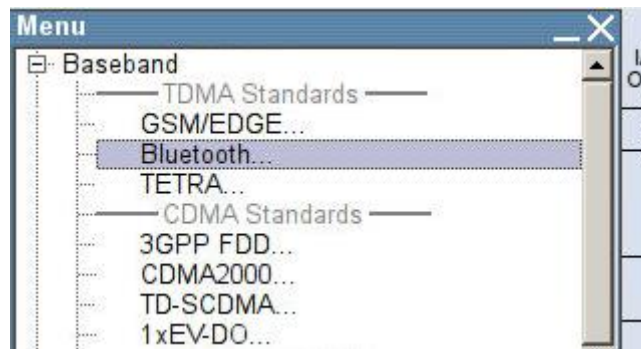 Menu
Baseband
TDMA Standards
GSM/EDGE...
Bluetooth...
TETRA...
CDMA Standards
3GPP FDD...
CDMA2000...
TD-SCDMA...
1xEV-DO...